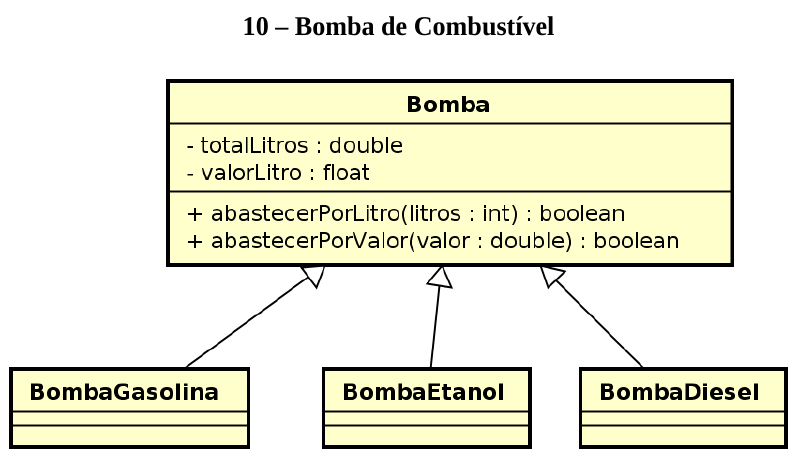 10 – Bomba de Combustível
Bomba
- totalLitros : double
- valorLitro : float
+ abastecerPorLitro(litros : int) : boolean
+ abastecerPorValor(valor : double) : boolean
BombaGasolina
BombaEtanol
BombaDiesel